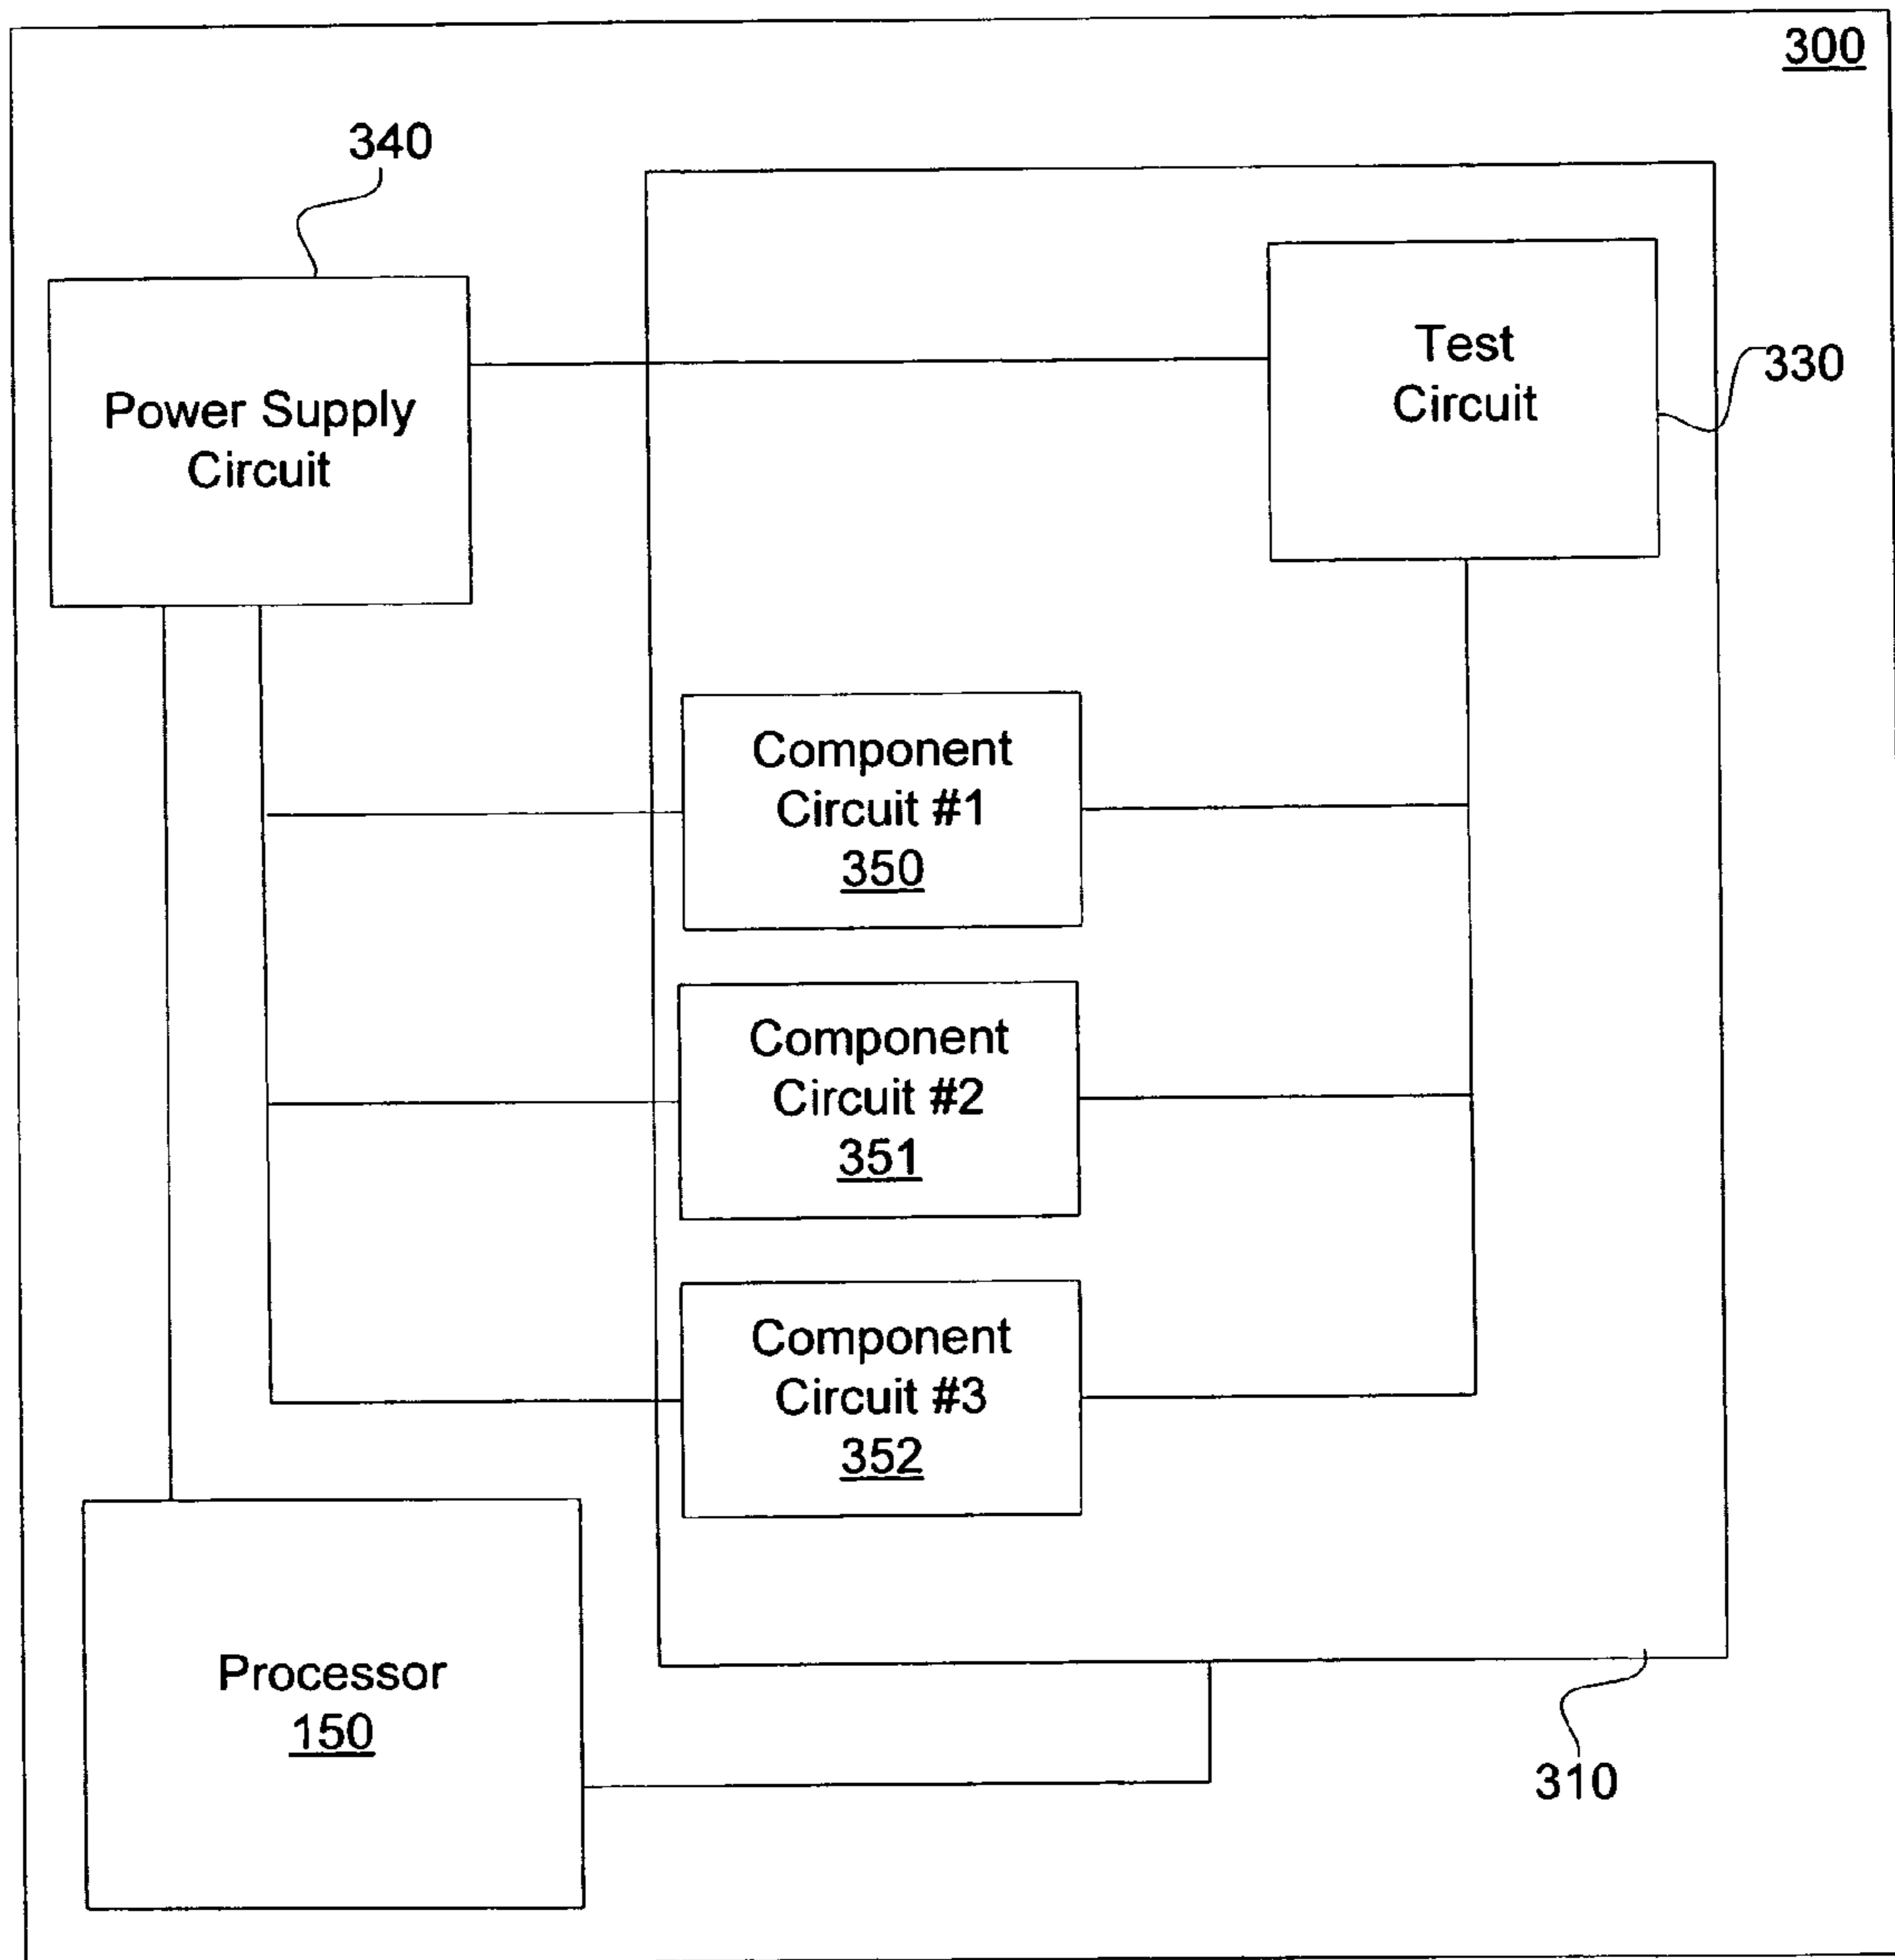 300
340
Power Supply
Circuit
Test
Circuit
330
Component
Circuit #1
350
Component
Circuit #2
351
Component
Circuit #3
352
Processor
150
310